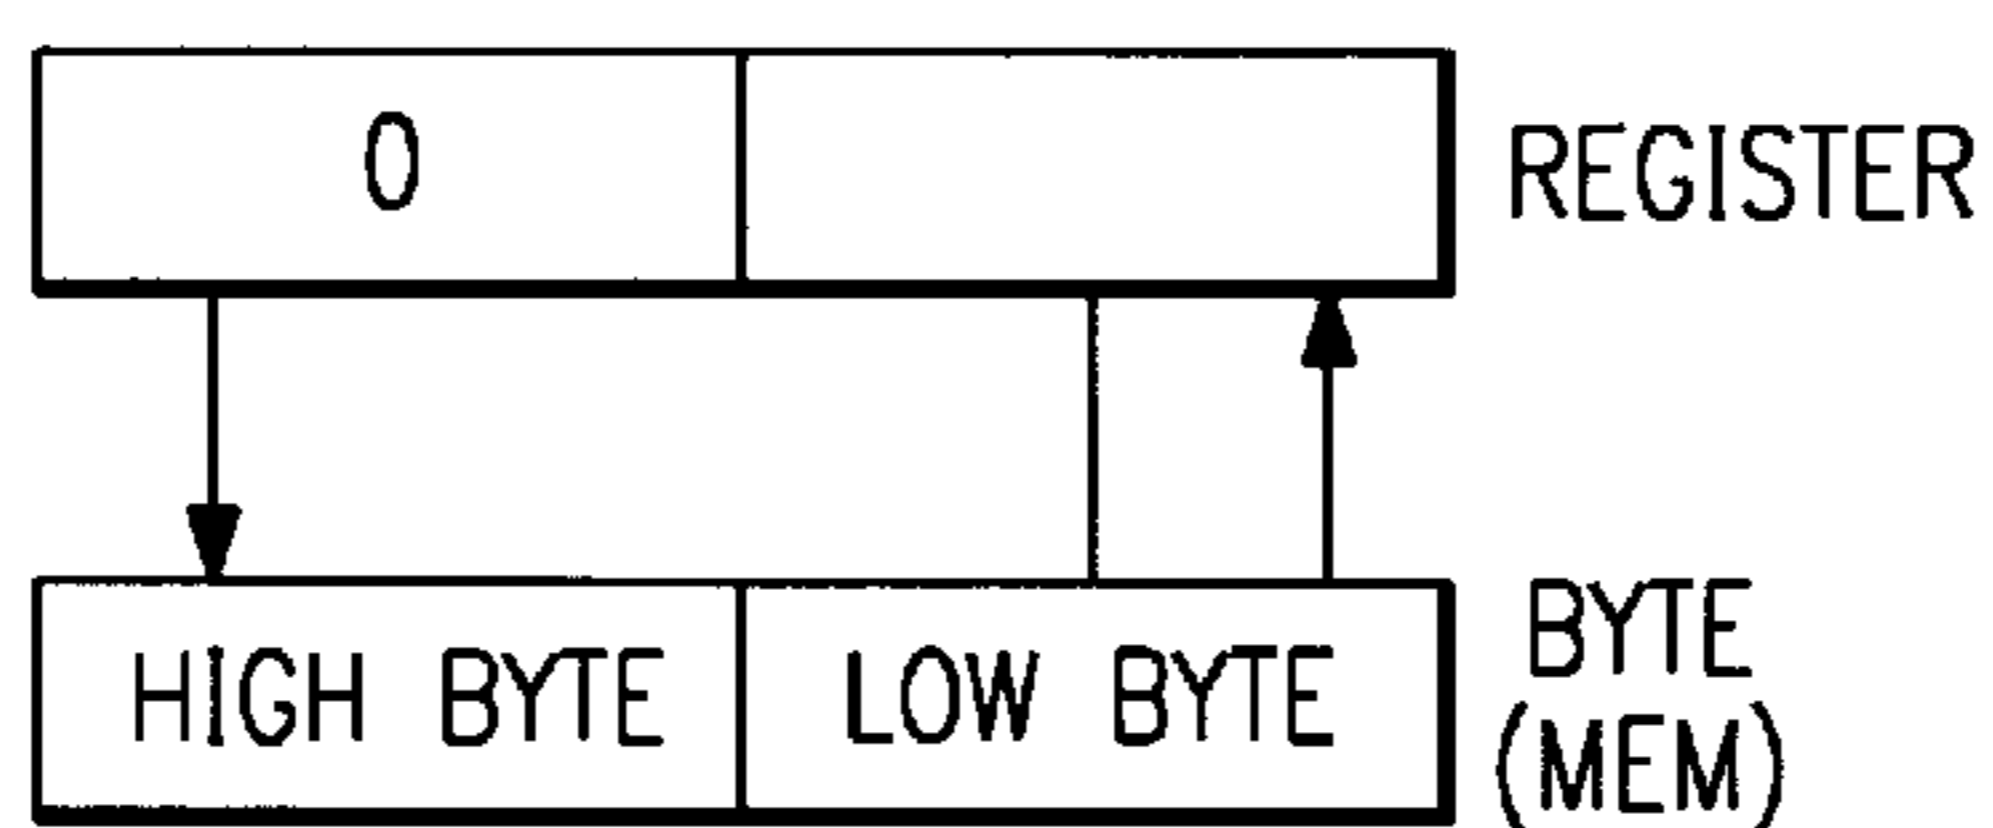 0
REGISTER
HIGH BYTE
LOW BYTE
BYTE
(MEM)